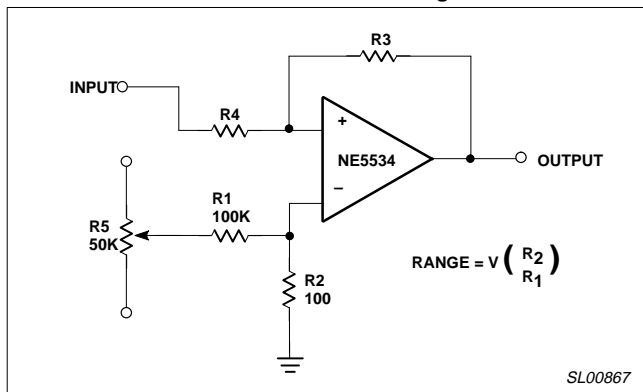 R3
INPUT
R4
+
NE5534
OUTPUT
−
R1
100K
R5
50K
R2
100
RANGE = V ( R2
R1 )
SL00867